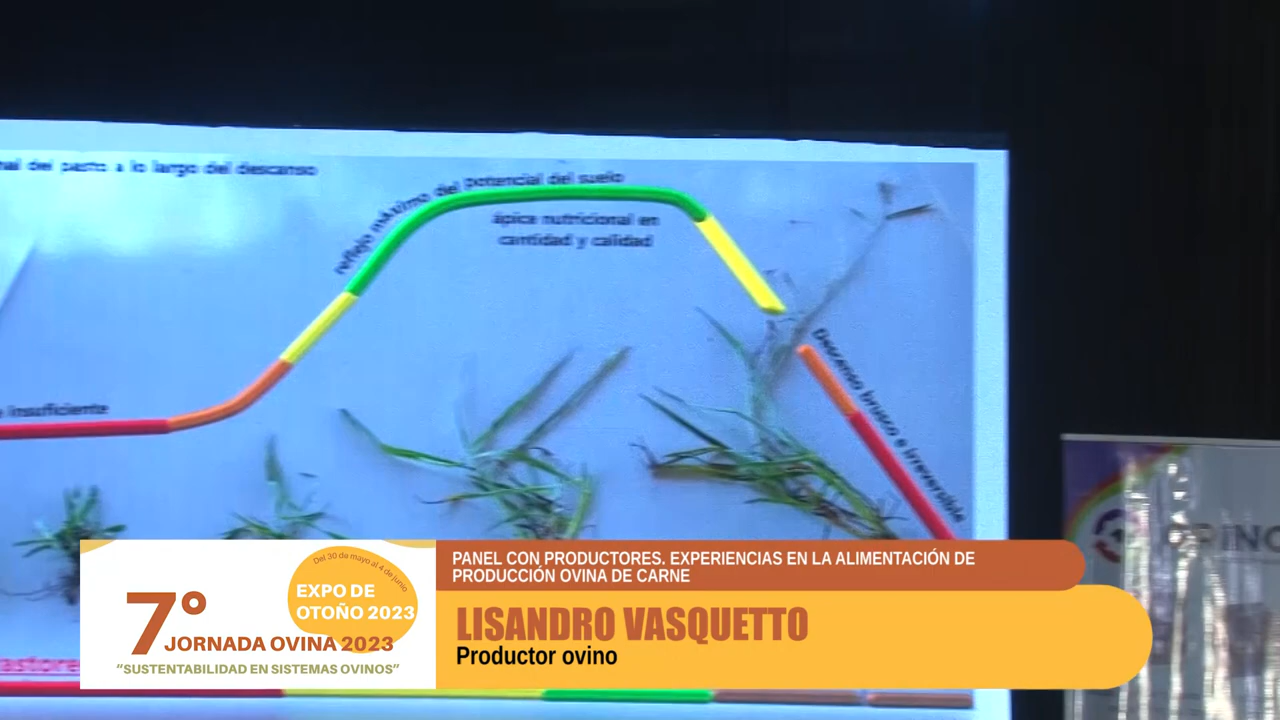 del pasto a lo largo del descanso
reflejo máximo del potencial del suelo
ápice nutricional en
cantidad y calidad
insuficiente
Descenso brusco e irreversible
Del 30 de mayo al 4 de junio
EXPO DE
OTOÑO 2023
7°
JORNADA OVINA 2023
“SUSTENTABILIDAD EN SISTEMAS OVINOS”
PANEL CON PRODUCTORES. EXPERIENCIAS EN LA ALIMENTACIÓN DE
PRODUCCIÓN OVINA DE CARNE
LISANDRO VASQUETTO
Productor ovino